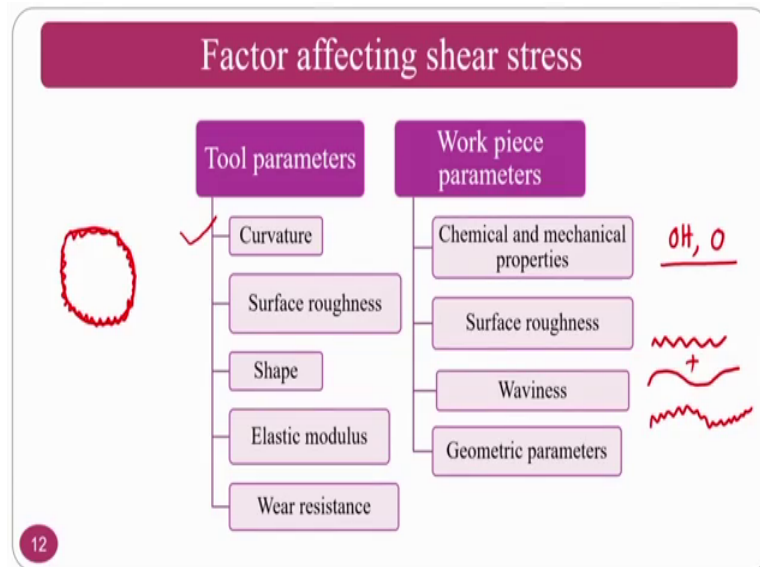 Factor affecting shear stress
Tool parameters
Curvature
Surface roughness
Shape
Elastic modulus
Wear resistance
Work piece
parameters
Chemical and mechanical
properties
Surface roughness
Waviness
Geometric parameters
OH, O
+
12